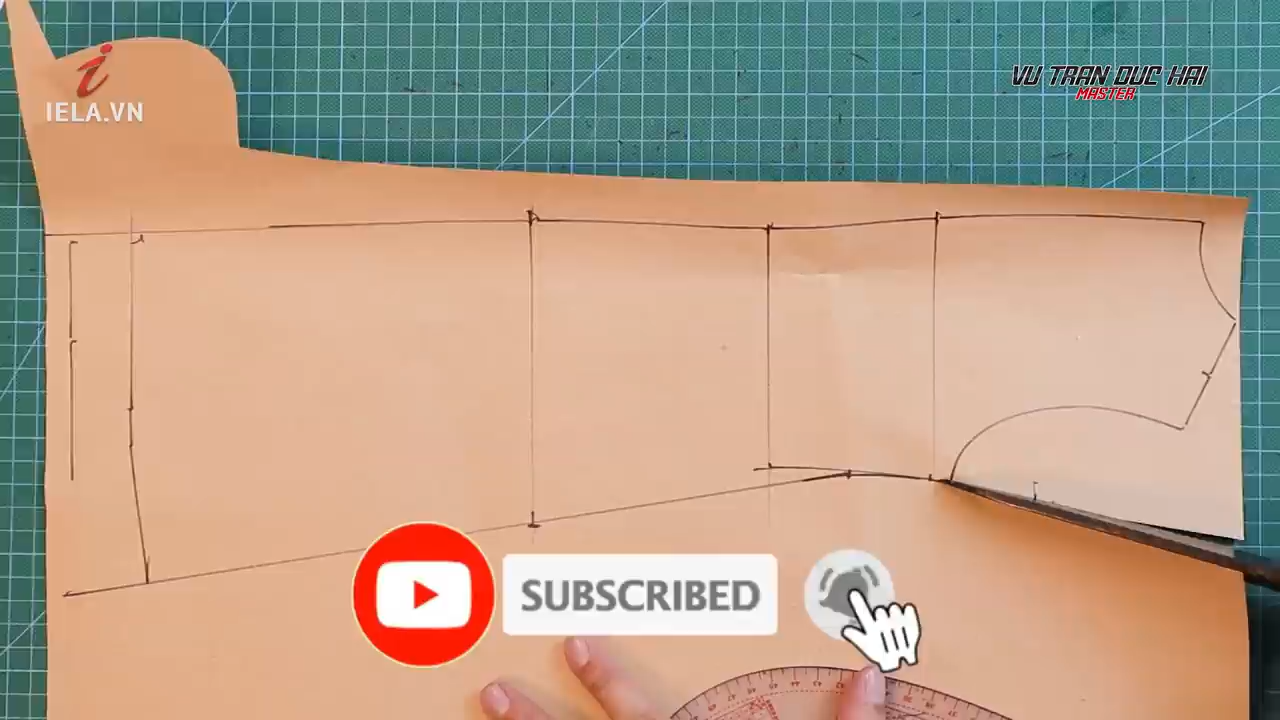 i
IELA.VN
VU TRAN DUC HAI
MASTER
SUBSCRIBED